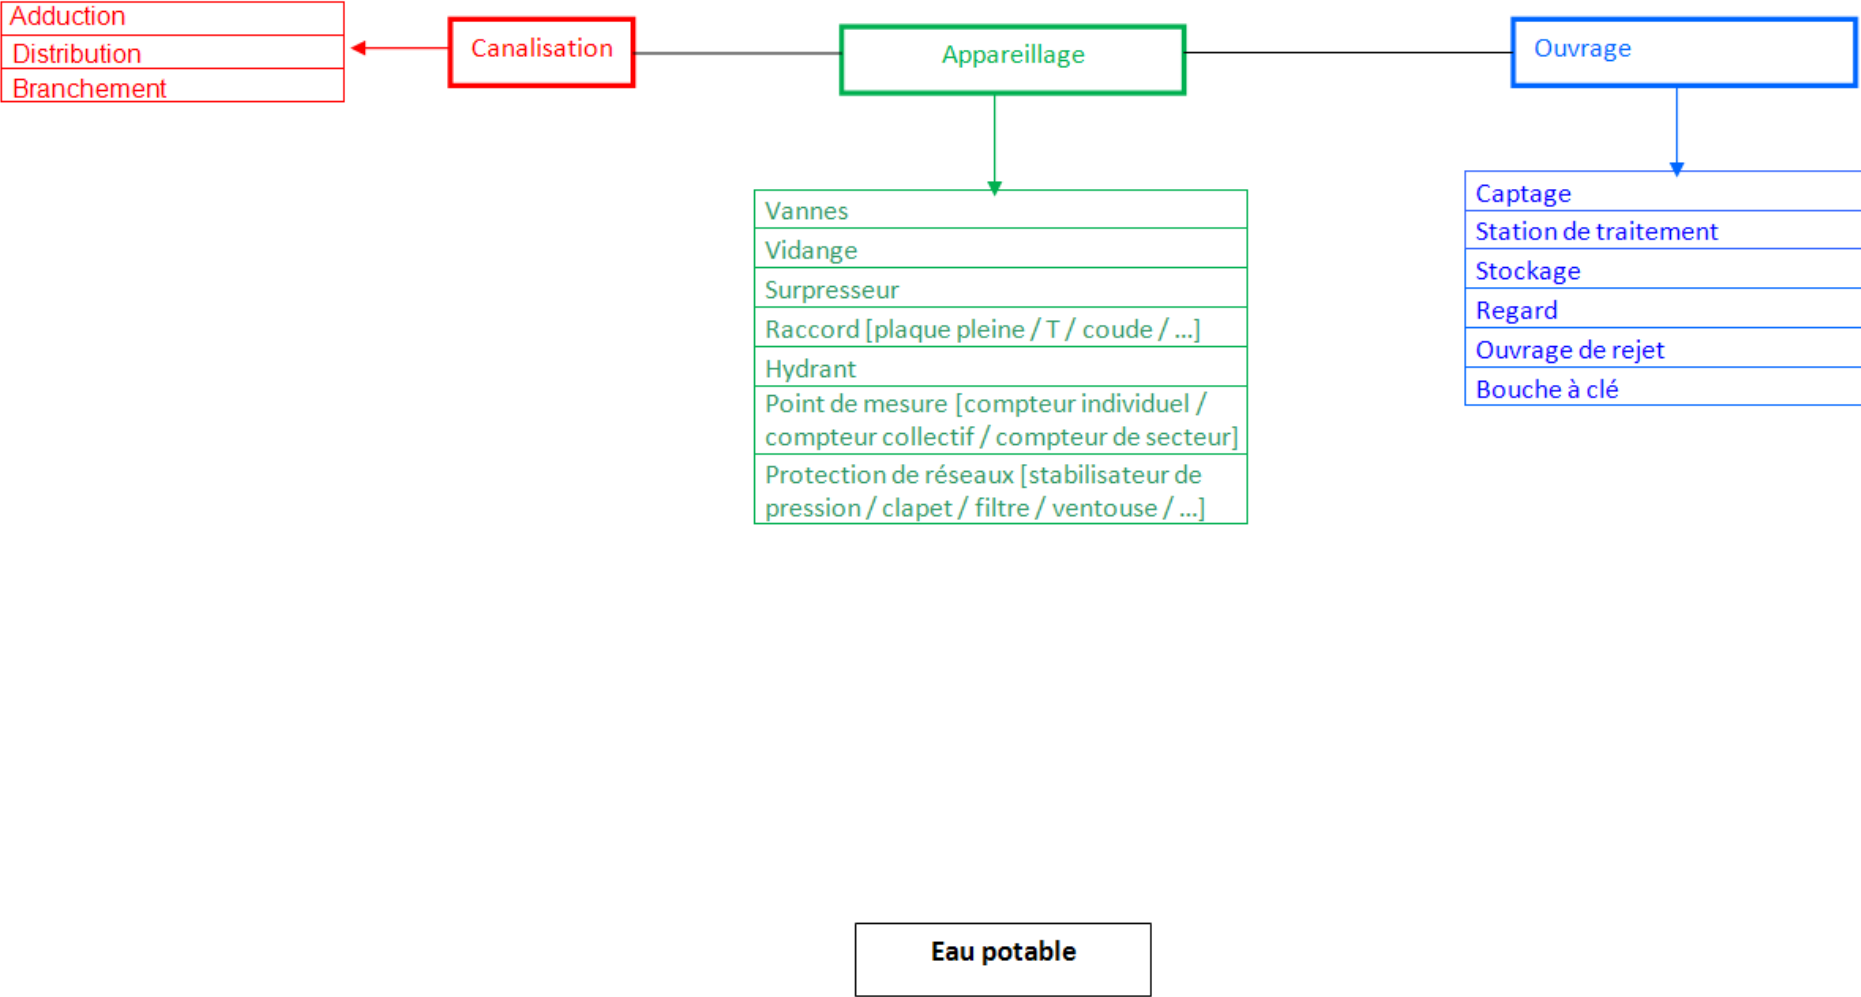 Adduction
Distribution
Branchement
Canalisation
Appareillage
Ouvrage
Vannes
Vidange
Surpresseur
Raccord [plaque pleine / T / coude / ...]
Hydrant
Point de mesure [compteur individuel /
compteur collectif / compteur de secteur]
Protection de réseaux [stabilisateur de
pression / clapet / filtre / ventouse / ...]
Captage
Station de traitement
Stockage
Regard
Ouvrage de rejet
Bouche à clé
Eau potable